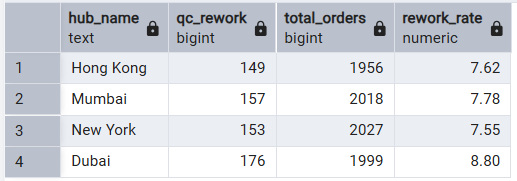 hub_name qc_rework total_orders rework_rate
text bigint bigint numeric
1 Hong Kong 149 1956 7.62
2 Mumbai 157 2018 7.78
3 New York 153 2027 7.55
4 Dubai 176 1999 8.80